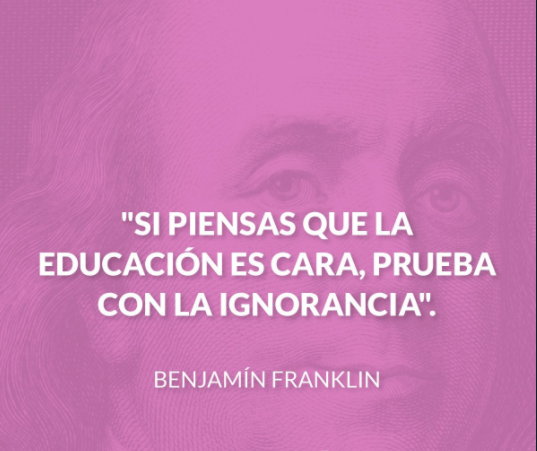 "SI PIENSAS QUE LA
EDUCACIÓN ES CARA, PRUEBA
CON LA IGNORANCIA".
BENJAMÍN FRANKLIN